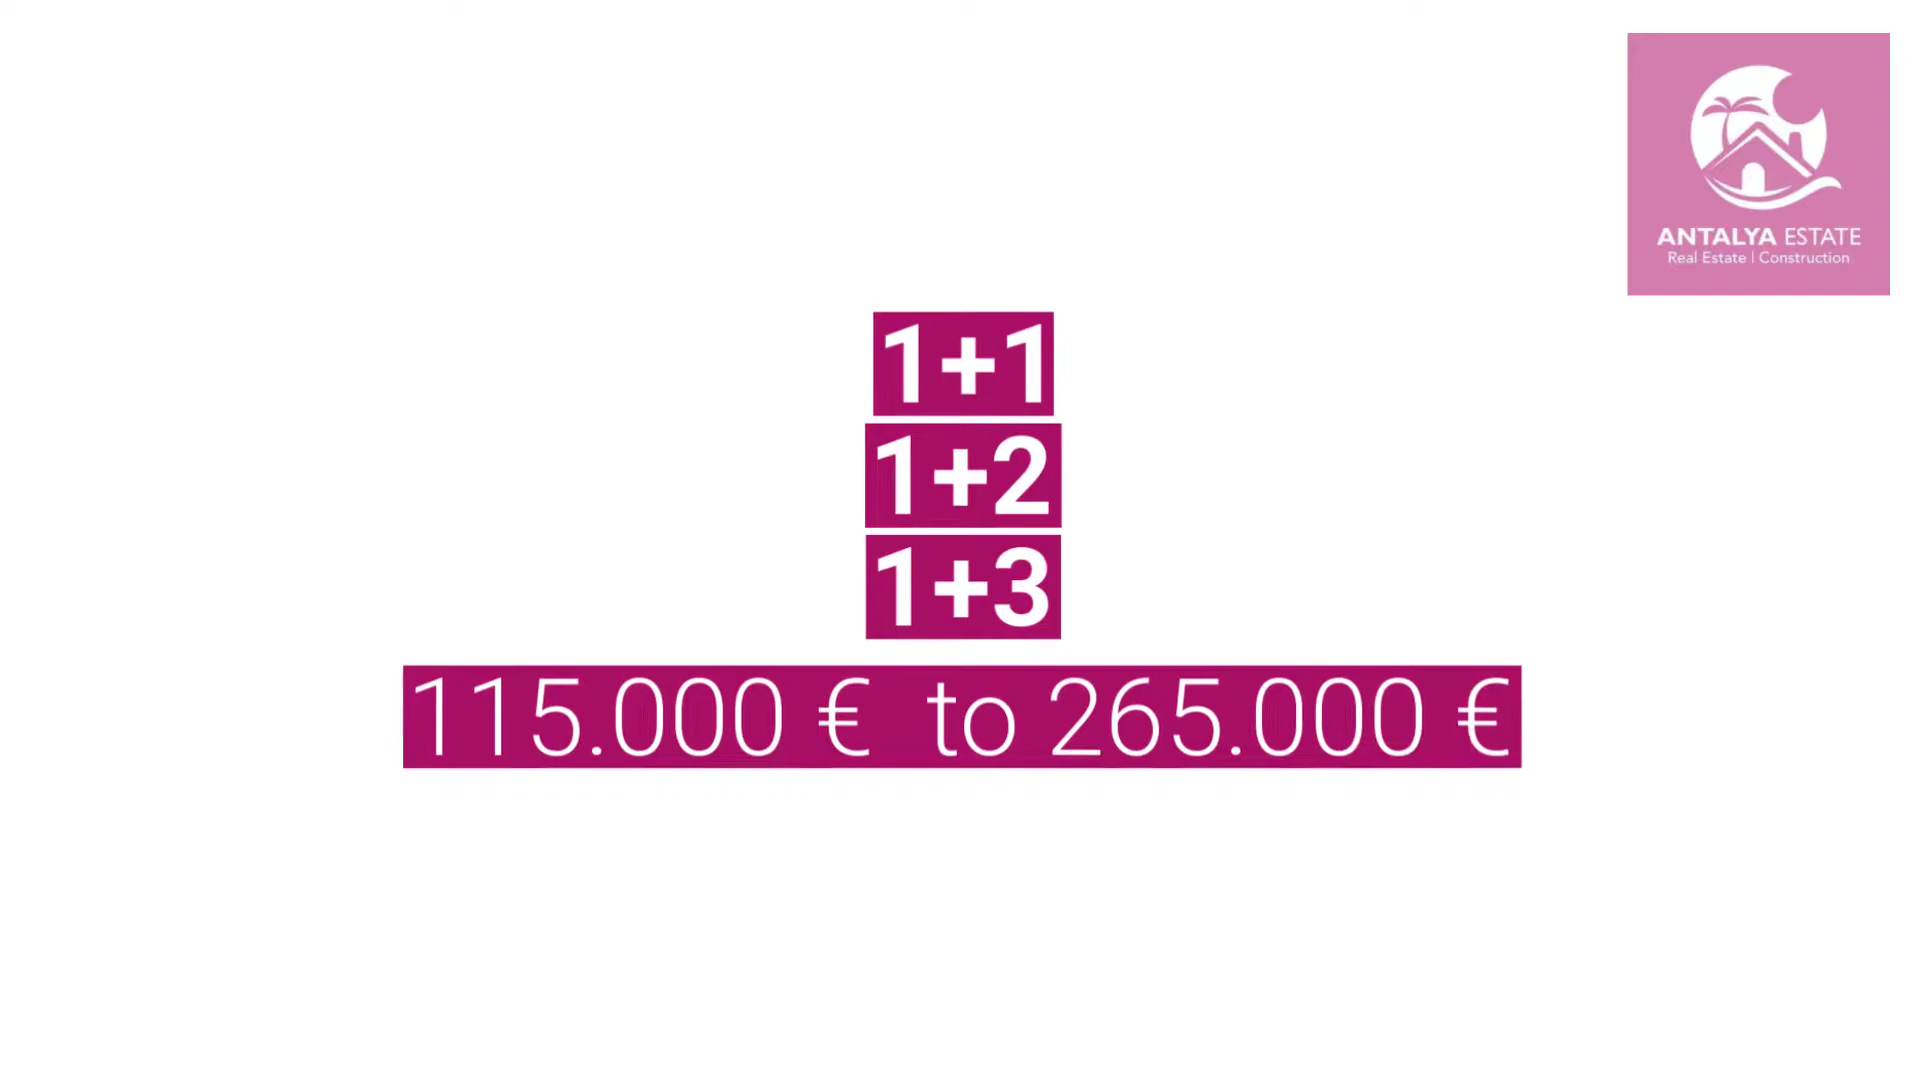 ANTALYA ESTATE
Real Estate | Construction
1+1
1+2
1+3
115.000 € to 265.000 €